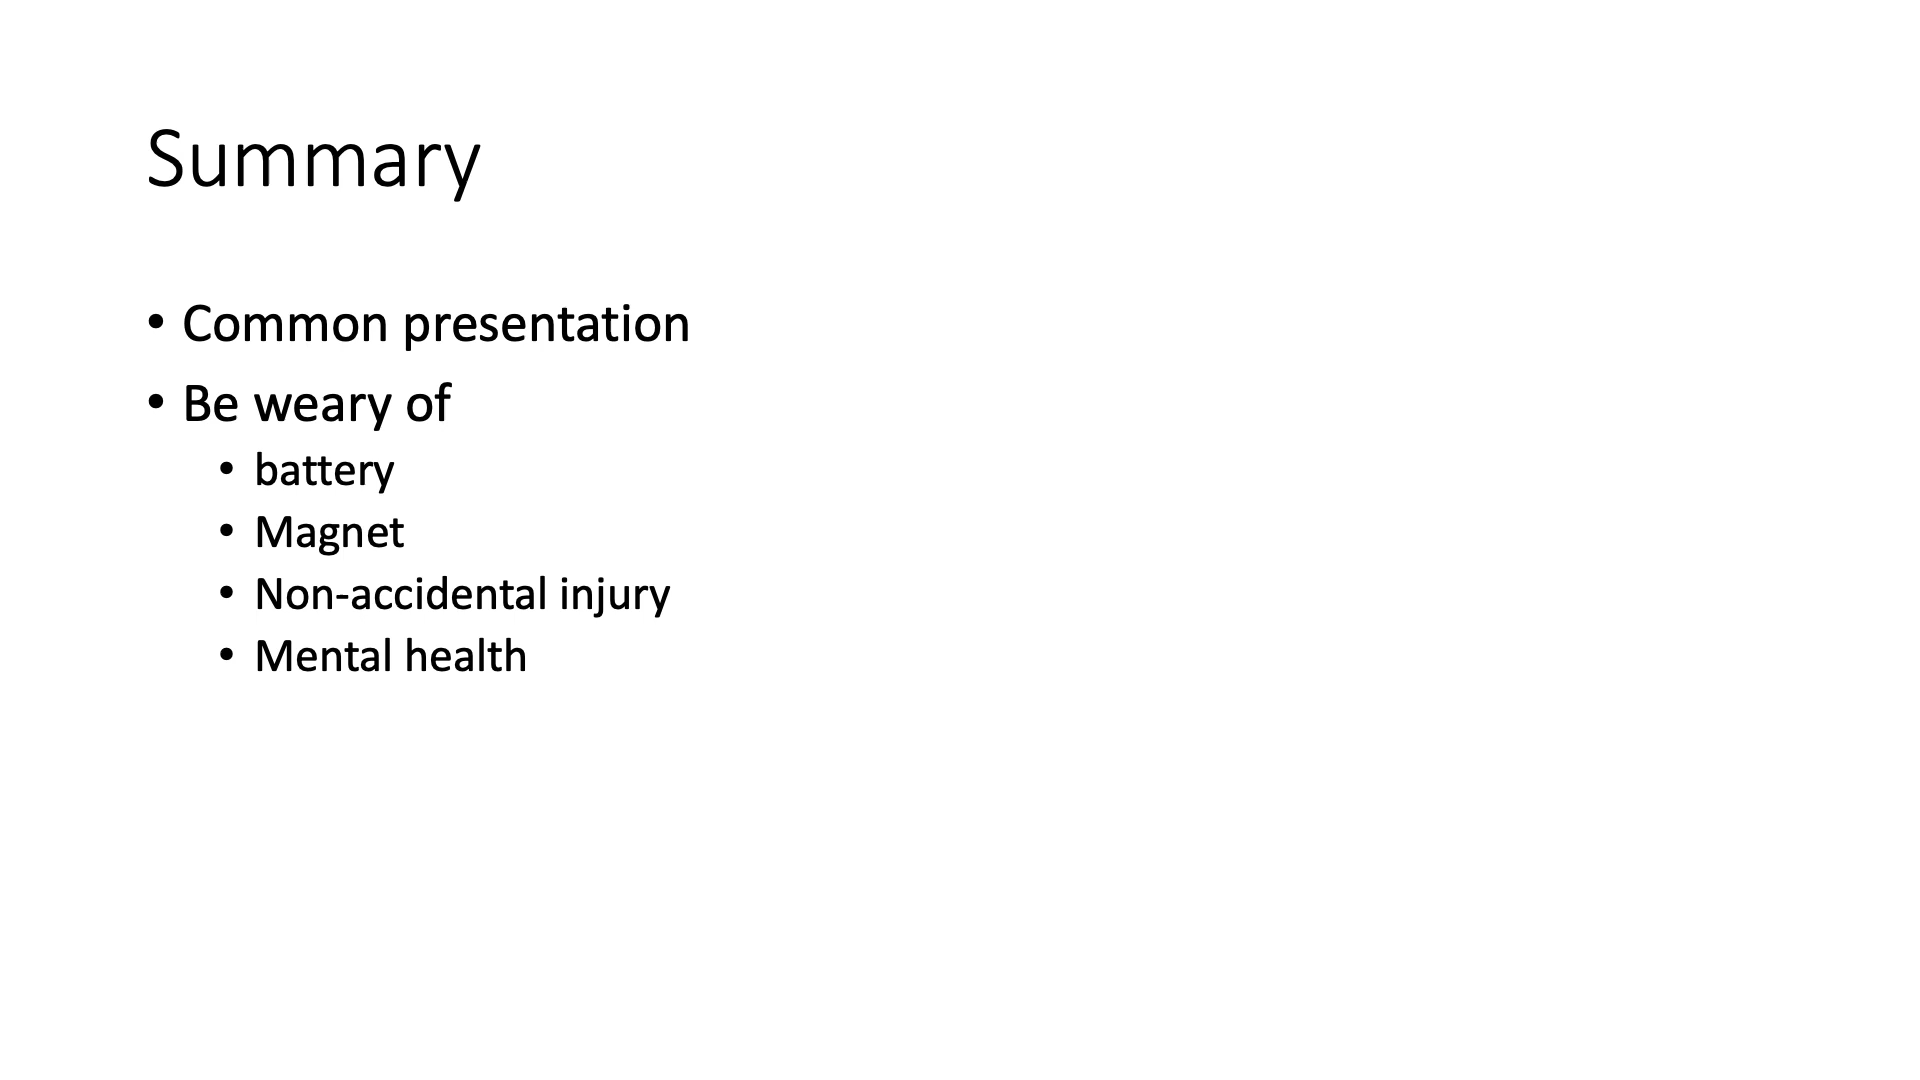 Summary
• Common presentation
• Be weary of
• battery
• Magnet
• Non-accidental injury
• Mental health